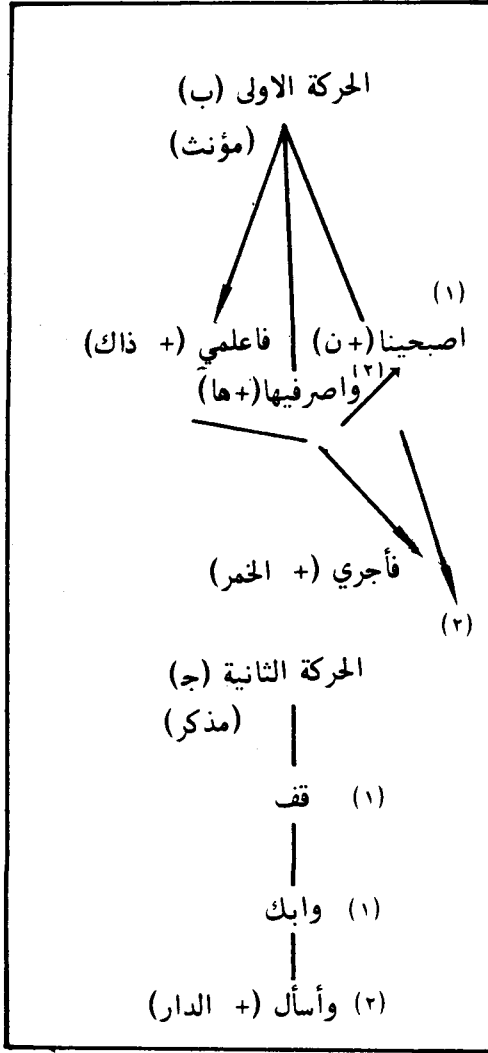 الحركة الاولى (ب)
(مؤنث)
(١)
اصبحينا (+ ن) فاعلمي (+ ذاك)
(٢) واصرفيها (+ ها)
فأجري (+ الخمر)
(٢)
الحركة الثانية (جـ)
(مذكر)
(١) قف
(١) وابك
(٢) وأسأل (+ الدار)